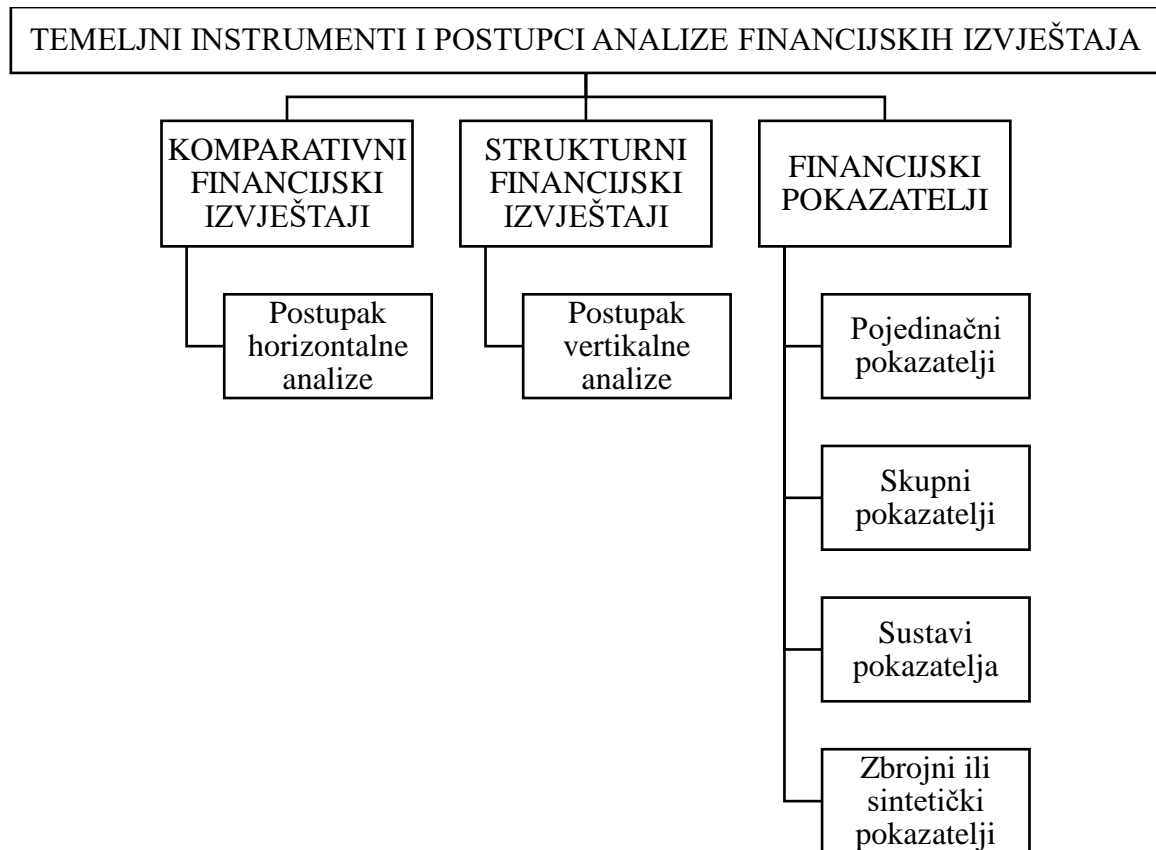 TEMELJNI INSTRUMENTI I POSTUPCI ANALIZE FINANCIJSKIH IZVJEŠTAJA
KOMPARATIVNI
FINANCIJSKI
IZVJEŠTAJI
Postupak
horizontalne
analize
STRUKTURNI
FINANCIJSKI
IZVJEŠTAJI
Postupak
vertikalne
analize
FINANCIJSKI
POKAZATELJI
Pojedinačni
pokazatelji
Skupni
pokazatelji
Sustavi
pokazatelja
Zbrojni ili
sintetički
pokazatelji